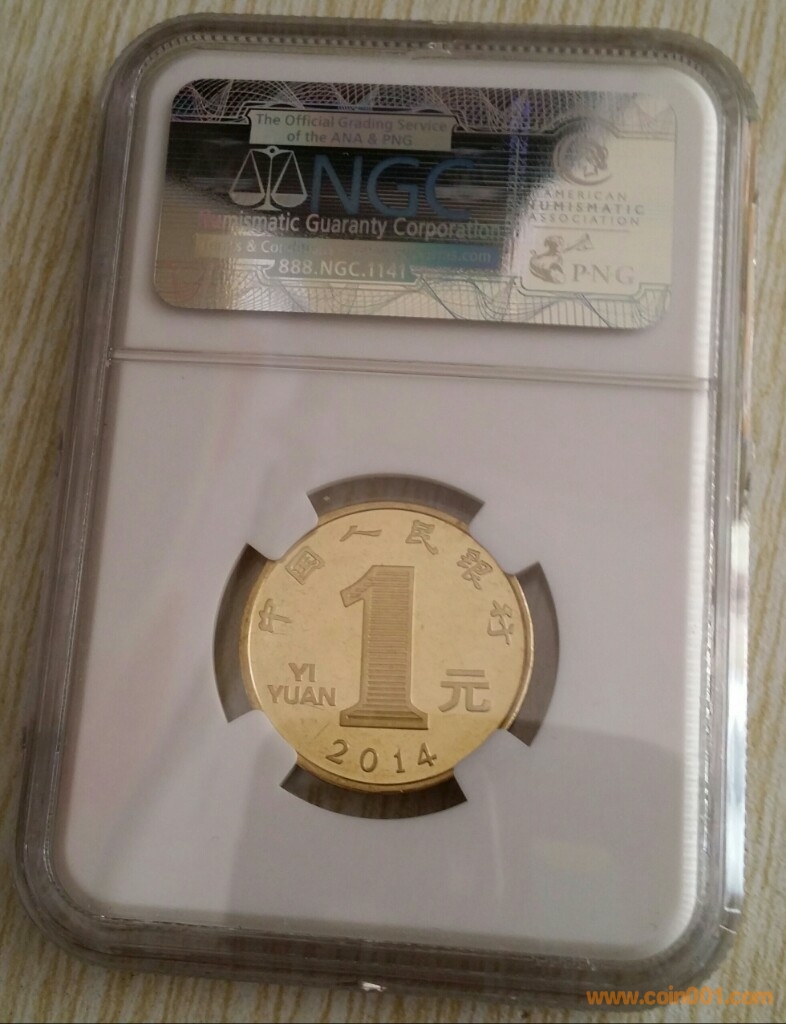 The Official Grading Service
of the ANA & PNG
NGC
Numismatic Guaranty Corporation
888.NGC.1141
AMERICAN
NUMISMATIC
ASSOCIATION
PNG
中国人民银行
1
YI
YUAN
元
2014
www.coin001.com